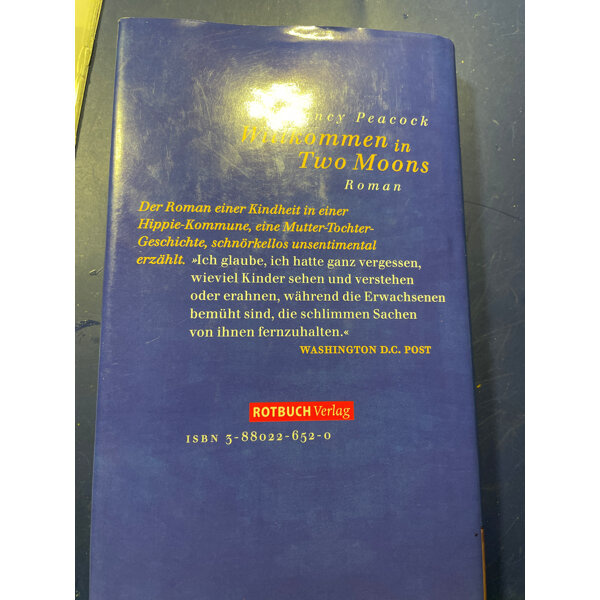 Peacock
Willkommen in
Two Moons
Roman
Der Roman einer Kindheit in einer
Hippie-Kommune, eine Mutter-Tochter-
Geschichte, schnörkellos unsentimental
erzählt. »Ich glaube, ich hatte ganz vergessen,
wieviel Kinder sehen und verstehen
oder erahnen, während die Erwachsenen
bemüht sind, die schlimmen Sachen
von ihnen fernzuhalten.«
WASHINGTON D.C. POST
ROTBUCH Verlag
ISBN 3-88022-652-0